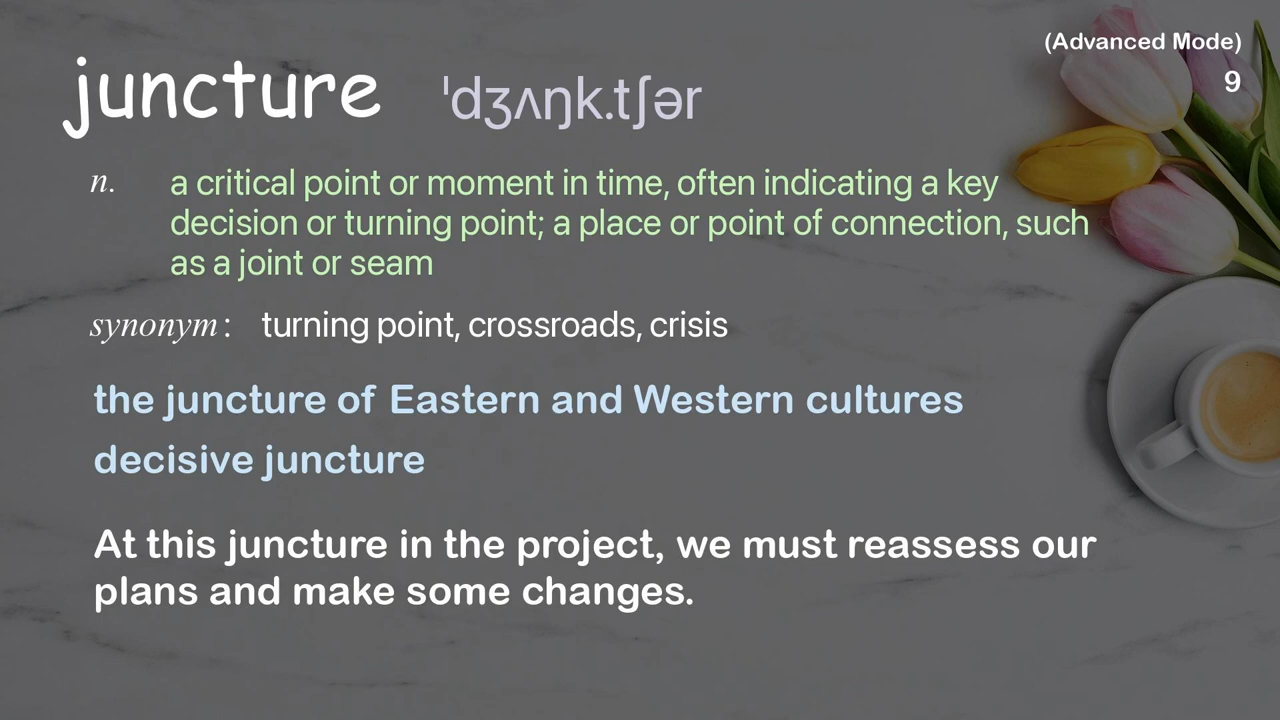 (Advanced Mode)
9
juncture ˈdʒʌŋk.tʃər
n. a critical point or moment in time, often indicating a key
decision or turning point; a place or point of connection, such
as a joint or seam
synonym: turning point, crossroads, crisis
the juncture of Eastern and Western cultures
decisive juncture
At this juncture in the project, we must reassess our
plans and make some changes.